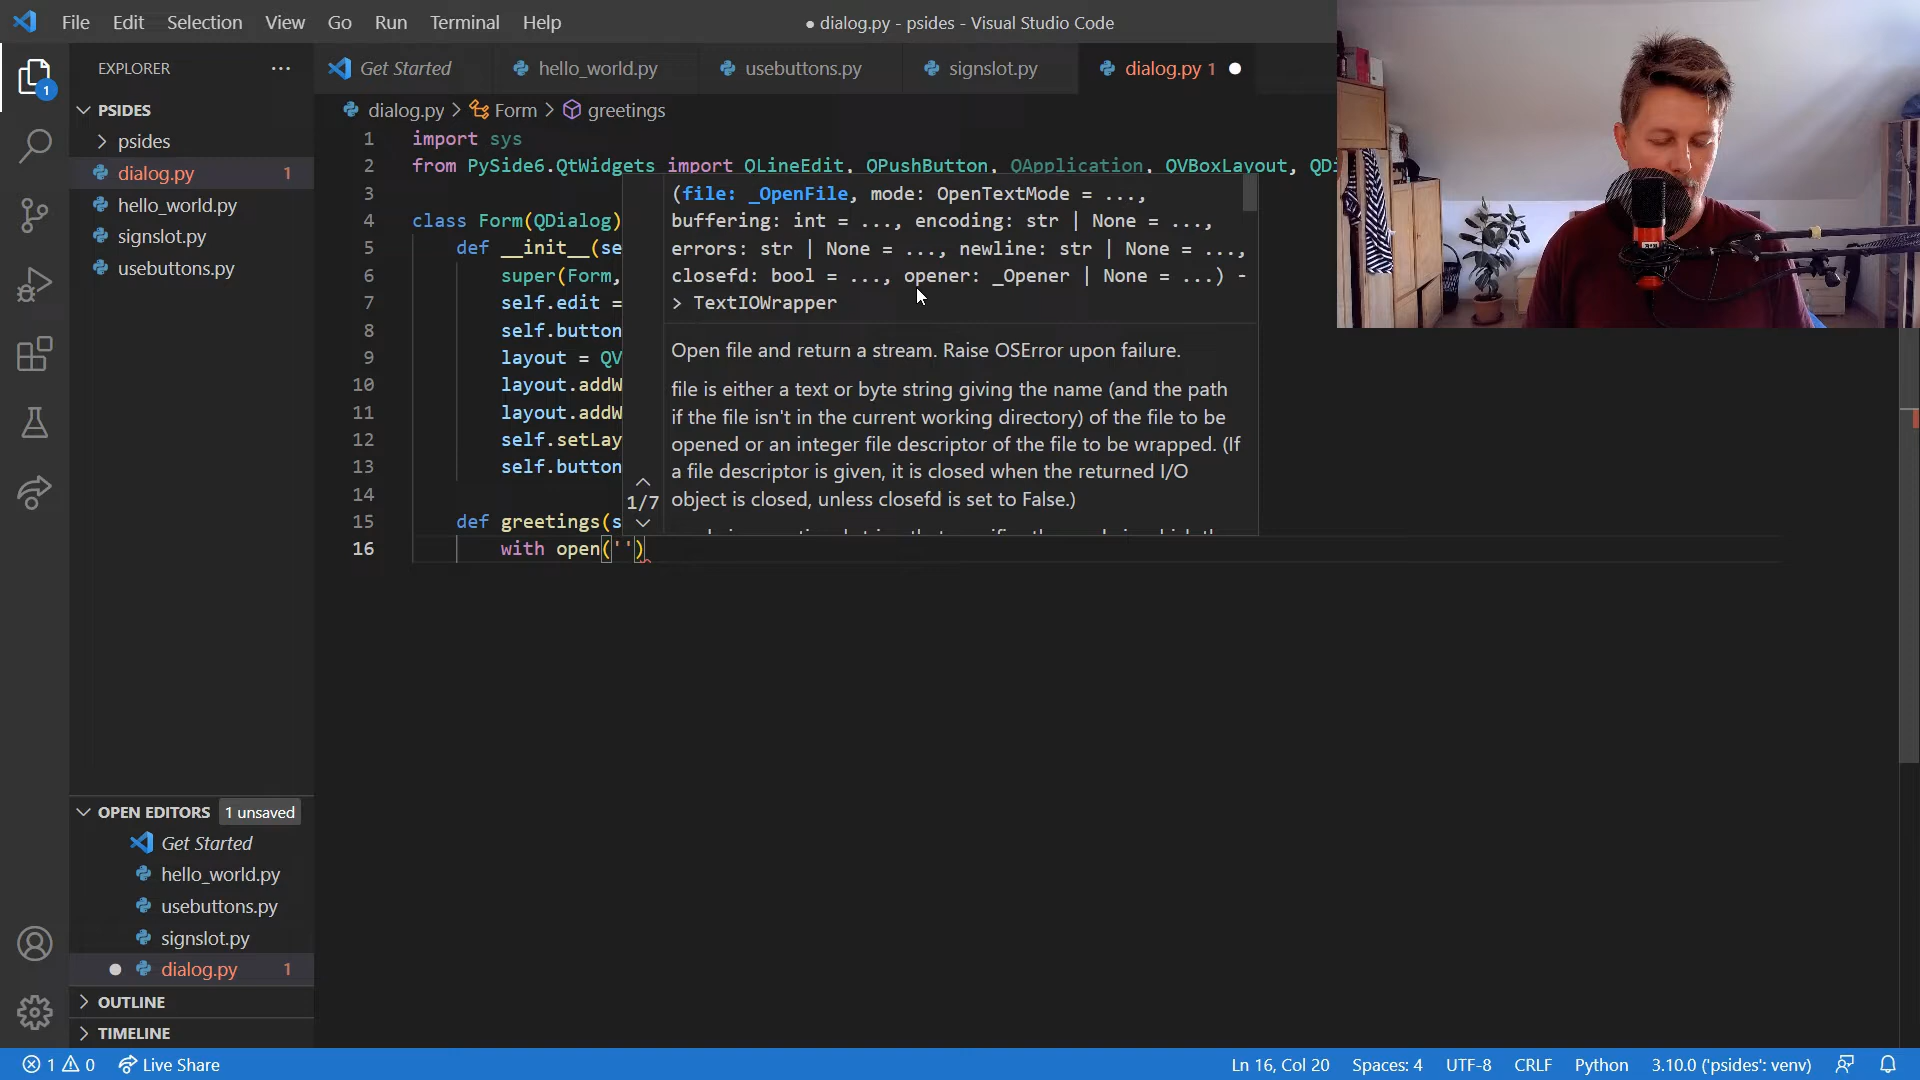 File Edit Selection View Go Run Terminal Help
● dialog.py - psides - Visual Studio Code
EXPLORER ···
Get Started
hello_world.py
usebuttons.py
signslot.py
dialog.py 1
1
PSIDES
psides
dialog.py 1
hello_world.py
signslot.py
usebuttons.py
dialog.py > Form > greetings
1 import sys
2 from PySide6.QtWidgets import QLineEdit, QPushButton, QApplication, QVBoxLayout, QDi
3
4 class Form(QDialog)
5 def __init__(se
6 super(Form,
7 self.edit =
8 self.button
9 layout = QV
10 layout.addW
11 layout.addW
12 self.setLay
13 self.button
14
15 def greetings(s
16 with open('')
(file: _OpenFile, mode: OpenTextMode = ...,
buffering: int = ..., encoding: str | None = ...,
errors: str | None = ..., newline: str | None = ...,
closefd: bool = ..., opener: _Opener | None = ...) -
> TextIOWrapper
Open file and return a stream. Raise OSError upon failure.
file is either a text or byte string giving the name (and the path
if the file isn't in the current working directory) of the file to be
opened or an integer file descriptor of the file to be wrapped. (If
a file descriptor is given, it is closed when the returned I/O
object is closed, unless closefd is set to False.)
1/7
OPEN EDITORS 1 unsaved
Get Started
hello_world.py
usebuttons.py
signslot.py
● dialog.py 1
OUTLINE
TIMELINE
1 0 Live Share
Ln 16, Col 20 Spaces: 4 UTF-8 CRLF Python 3.10.0 ('psides': venv)